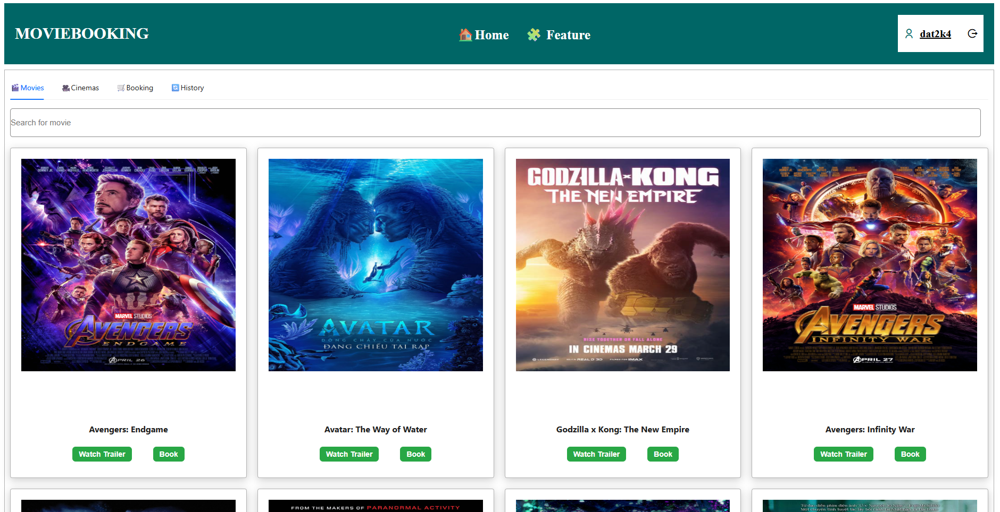 MOVIEBOOKING
Home
Feature
dat2k4
Movies
Cinemas
Booking
History
Search for movie
MARVEL STUDIOS
AVENGERS
ENDGAME
APRIL 26
AVATAR
DÒNG CHẢY CỦA NƯỚC
ĐANG CHIẾU TẠI RẠP
GODZILLA x KONG
THE NEW EMPIRE
RISE TOGETHER OR FALL ALONE
IN CINEMAS MARCH 29
LEGENDARY
REAL D 3D
IMAX
MARVEL STUDIOS
AVENGERS
INFINITY WAR
APRIL 27
Avengers: Endgame
Avatar: The Way of Water
Godzilla x Kong: The New Empire
Avengers: Infinity War
Watch Trailer
Book
Watch Trailer
Book
Watch Trailer
Book
Watch Trailer
Book
FROM THE MAKERS OF PARANORMAL ACTIVITY